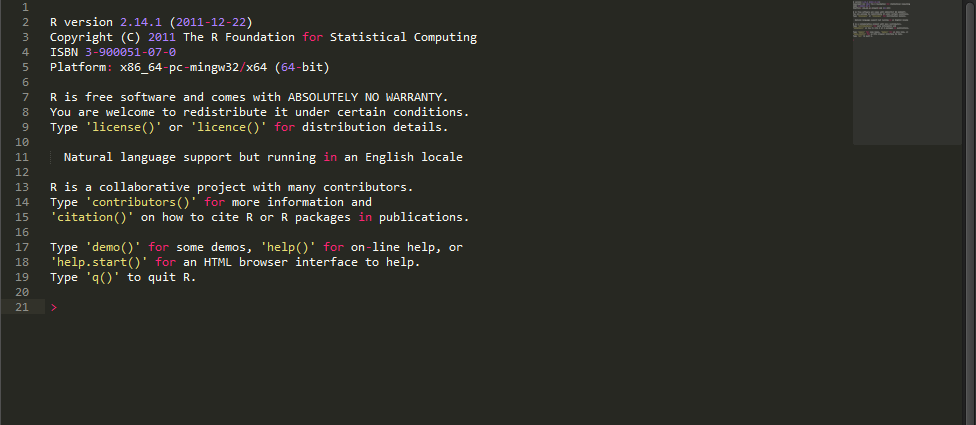 1
2 R version 2.14.1 (2011-12-22)
3 Copyright (C) 2011 The R Foundation for Statistical Computing
4 ISBN 3-900051-07-0
5 Platform: x86_64-pc-mingw32/x64 (64-bit)
6
7 R is free software and comes with ABSOLUTELY NO WARRANTY.
8 You are welcome to redistribute it under certain conditions.
9 Type 'license()' or 'licence()' for distribution details.
10
11 Natural language support but running in an English locale
12
13 R is a collaborative project with many contributors.
14 Type 'contributors()' for more information and
15 'citation()' on how to cite R or R packages in publications.
16
17 Type 'demo()' for some demos, 'help()' for on-line help, or
18 'help.start()' for an HTML browser interface to help.
19 Type 'q()' to quit R.
20
21 >